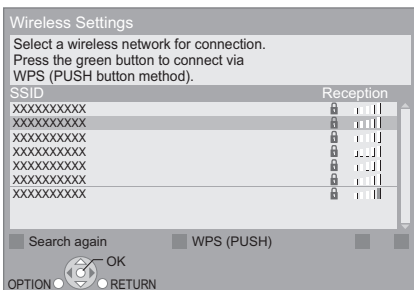 Wireless Settings
Select a wireless network for connection.
Press the green button to connect via
WPS (PUSH button method).
SSID Reception
XXXXXXXXXX
XXXXXXXXXX
XXXXXXXXXX
XXXXXXXXXX
XXXXXXXXXX
XXXXXXXXXX
XXXXXXXXXX
Search again WPS (PUSH)
OK
OPTION RETURN